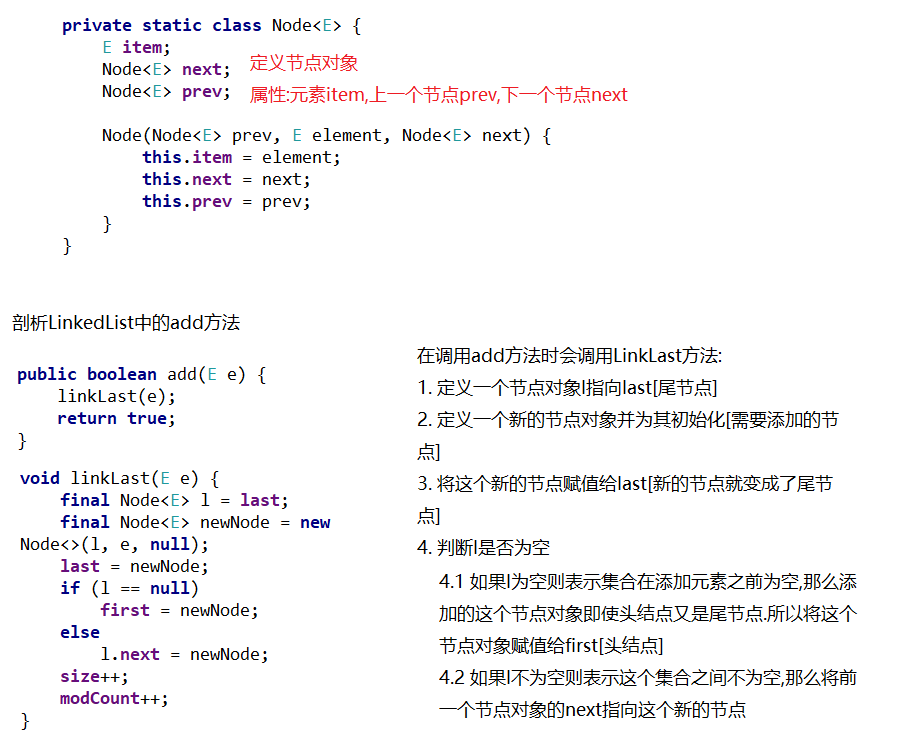 private static class Node<E> {
E item;
Node<E> next;
定义节点对象
Node<E> prev;
属性:元素item,上一个节点prev,下一个节点next
Node(Node<E> prev, E element, Node<E> next) {
this.item = element;
this.next = next;
this.prev = prev;
}
}
剖析LinkedList中的add方法
public boolean add(E e) {
linkLast(e);
return true;
}
void linkLast(E e) {
final Node<E> l = last;
final Node<E> newNode = new
Node<>(l, e, null);
last = newNode;
if (l == null)
first = newNode;
else
l.next = newNode;
size++;
modCount++;
}
在调用add方法时会调用LinkLast方法:
1. 定义一个节点对象l指向last[尾节点]
2. 定义一个新的节点对象并为其初始化[需要添加的节
点]
3. 将这个新的节点赋值给last[新的节点就变成了尾节
点]
4. 判断l是否为空
4.1 如果l为空则表示集合在添加元素之前为空,那么添
加的这个节点对象即使头结点又是尾节点.所以将这个
节点对象赋值给first[头结点]
4.2 如果l不为空则表示这个集合之间不为空,那么将前
一个节点对象的next指向这个新的节点